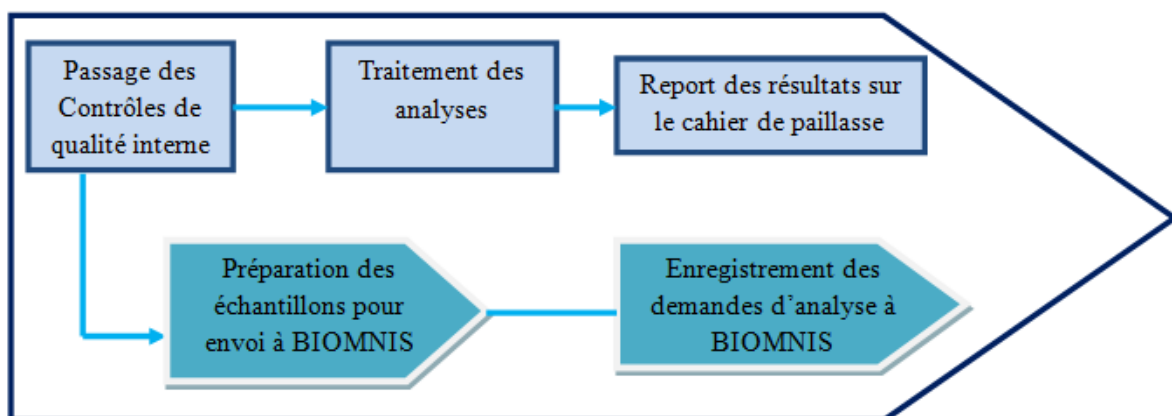 Passage des
Contrôles de
qualité interne
Traitement des
analyses
Report des résultats sur
le cahier de paillasse
Préparation des
échantillons pour
envoi à BIOMNIS
Enregistrement des
demandes d'analyse à
BIOMNIS